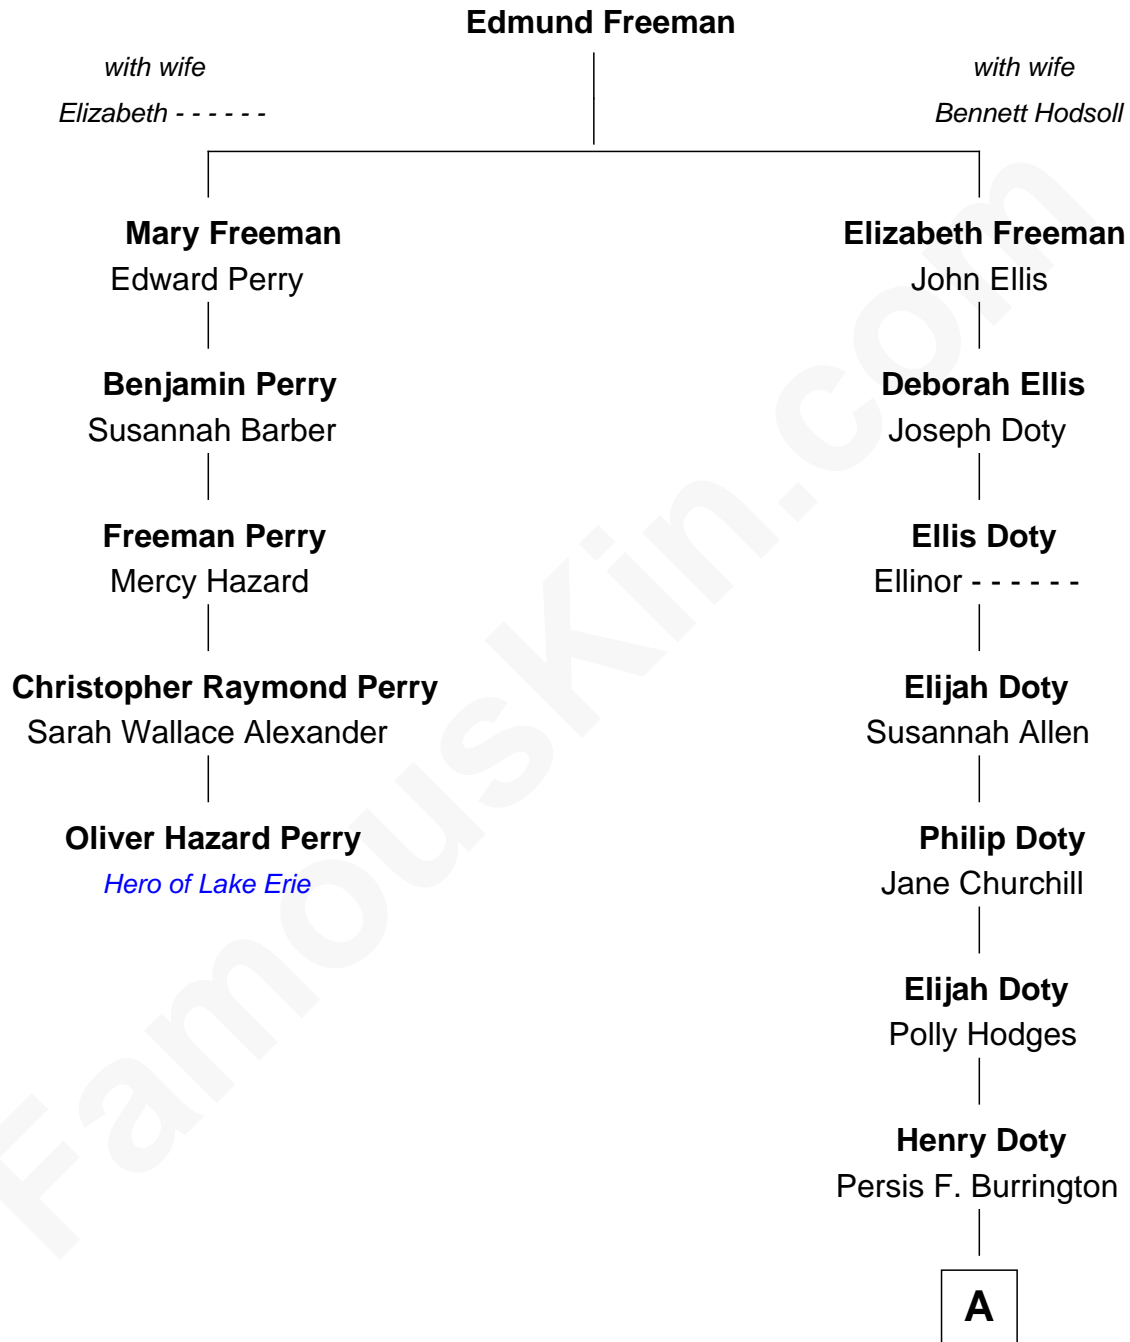 Edmund Freeman
with wife
Elizabeth - - - - - -
with wife
Bennett Hodsoll
Mary Freeman
Edward Perry
Elizabeth Freeman
John Ellis
Benjamin Perry
Susannah Barber
Deborah Ellis
Joseph Doty
Freeman Perry
Mercy Hazard
Ellis Doty
Ellinor - - - - - -
Christopher Raymond Perry
Sarah Wallace Alexander
Elijah Doty
Susannah Allen
Oliver Hazard Perry
Hero of Lake Erie
Philip Doty
Jane Churchill
Elijah Doty
Polly Hodges
Henry Doty
Persis F. Burrington
A
FamousKin.com